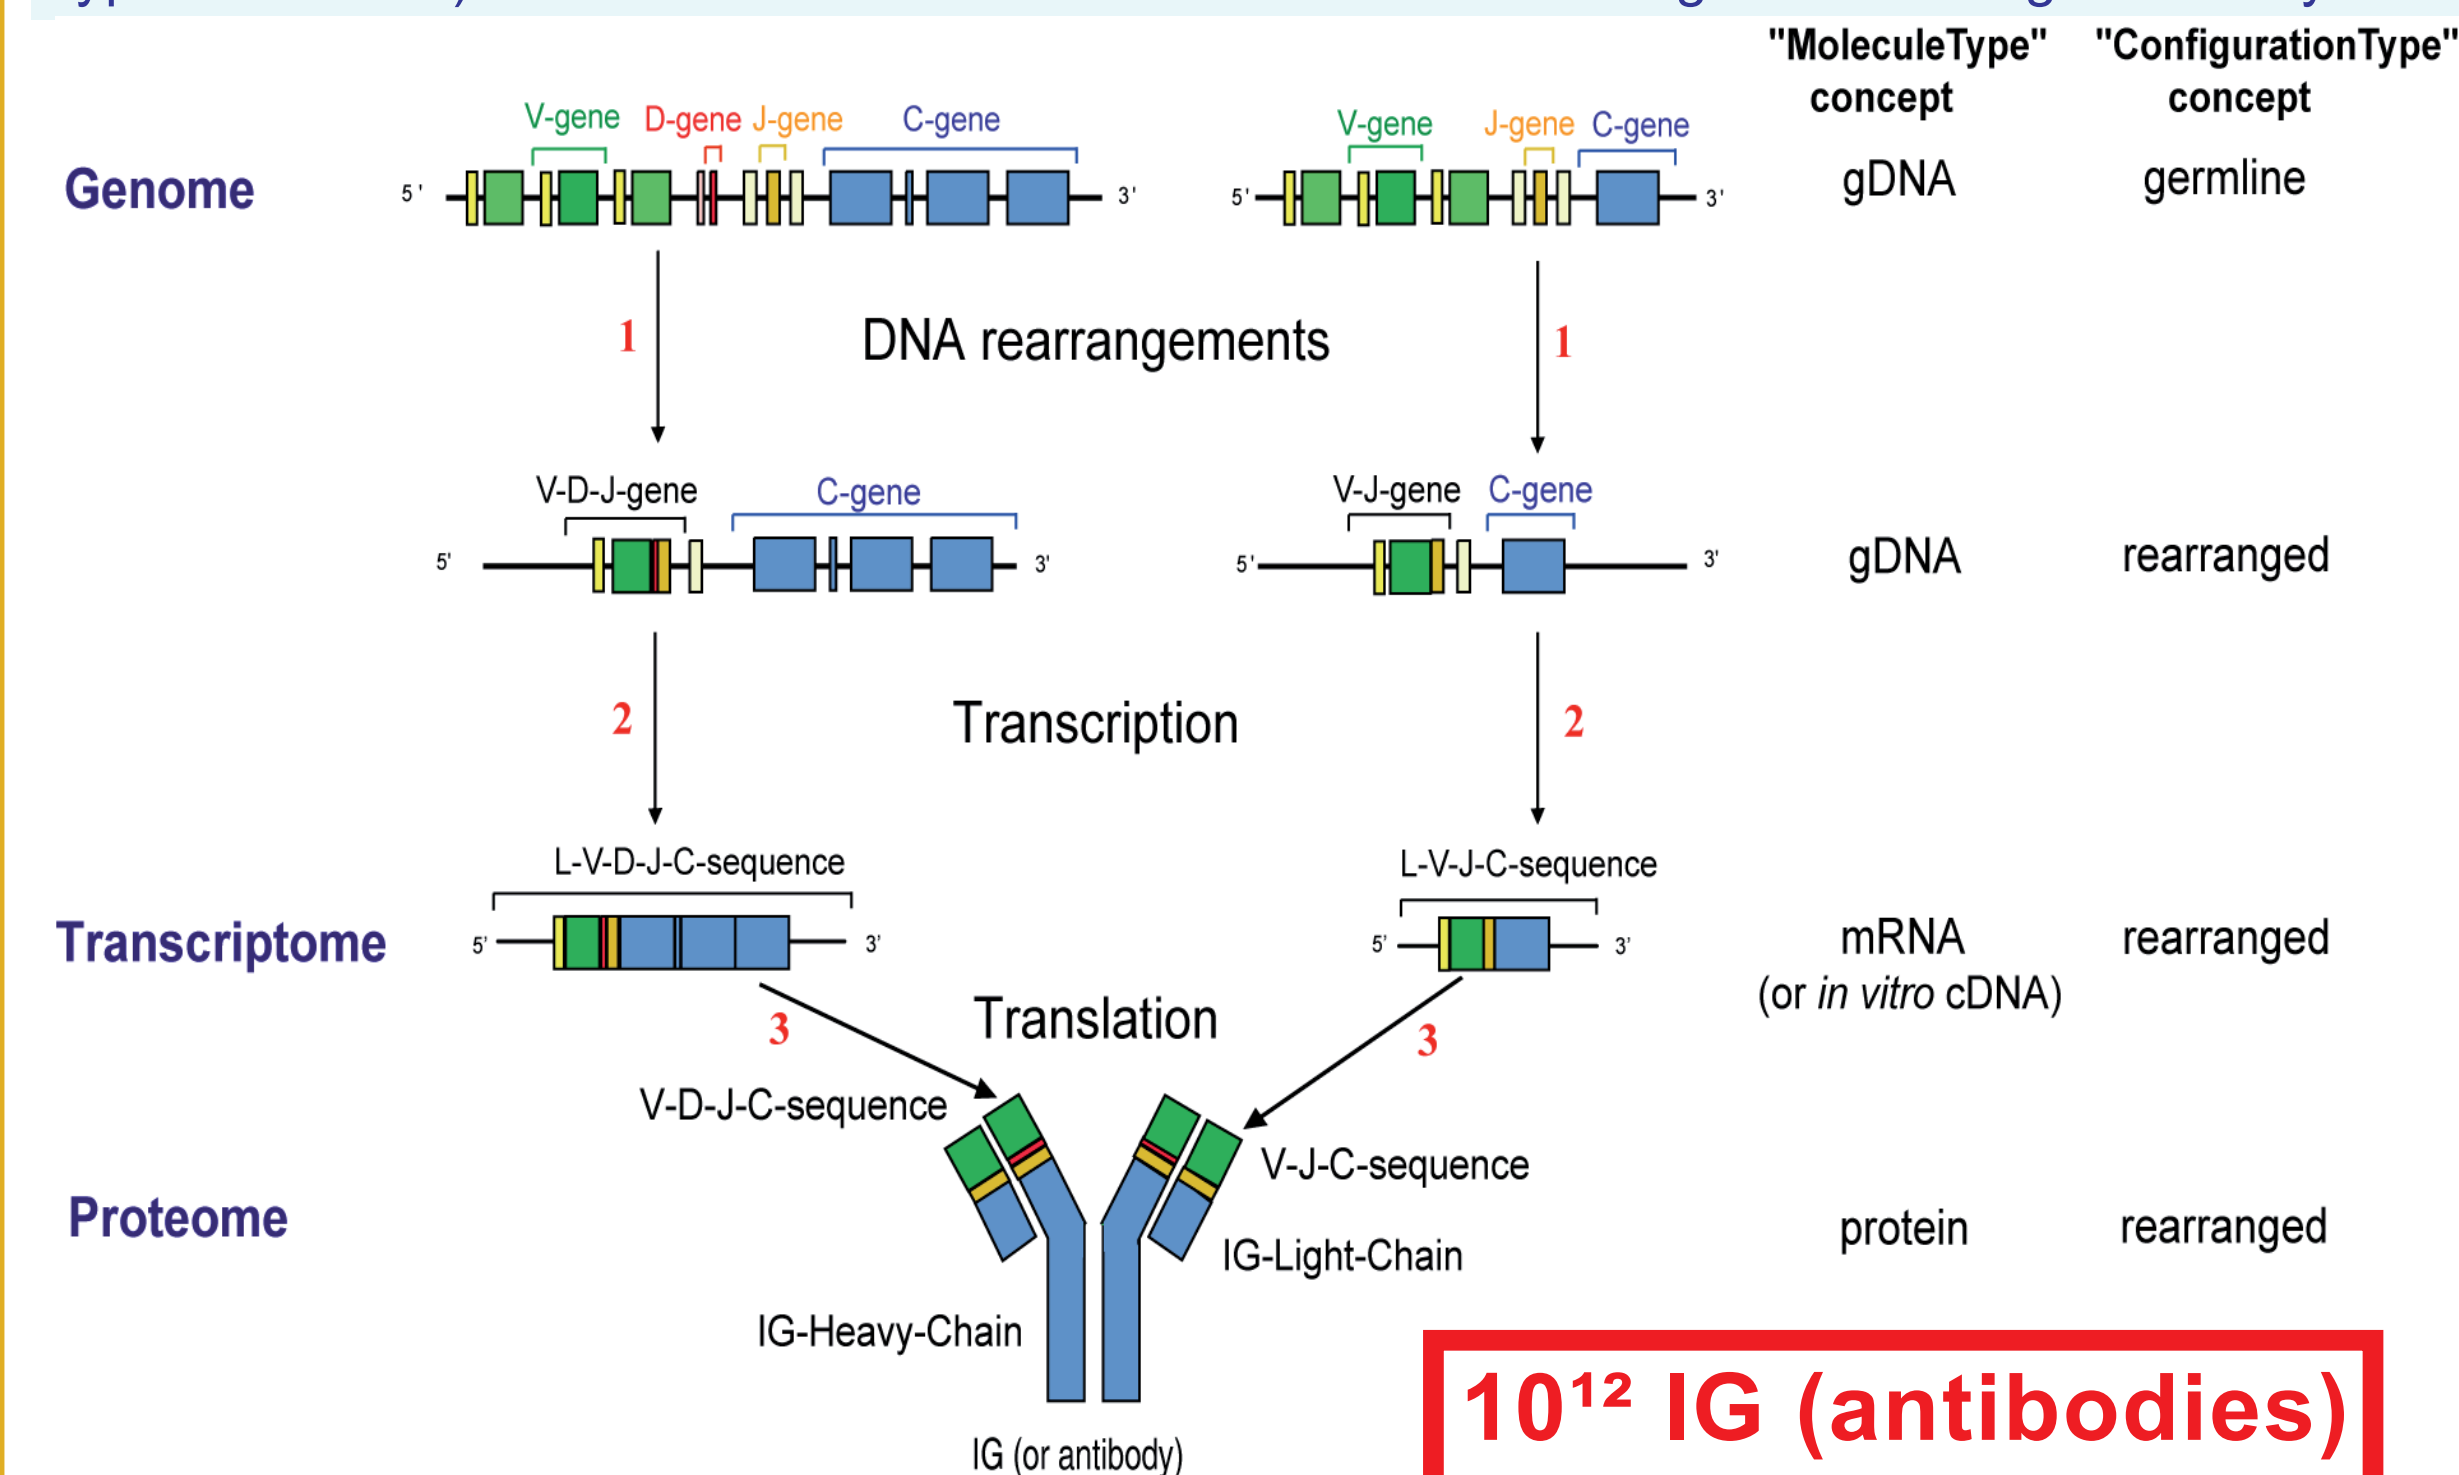 "MoleculeType" "ConfigurationType"
concept concept
V-gene D-gene J-gene C-gene V-gene J-gene C-gene
Genome 5' 3' 5' 3' gDNA germline
1 DNA rearrangements 1
V-D-J-gene C-gene V-J-gene C-gene
5' 3' 5' 3' gDNA rearranged
2 Transcription 2
L-V-D-J-C-sequence L-V-J-C-sequence
Transcriptome 5' 3' 5' 3' mRNA rearranged
(or in vitro cDNA)
3 Translation 3
V-D-J-C-sequence
V-J-C-sequence
Proteome protein rearranged
IG-Light-Chain
IG-Heavy-Chain
10¹² IG (antibodies)
IG (or antibody)